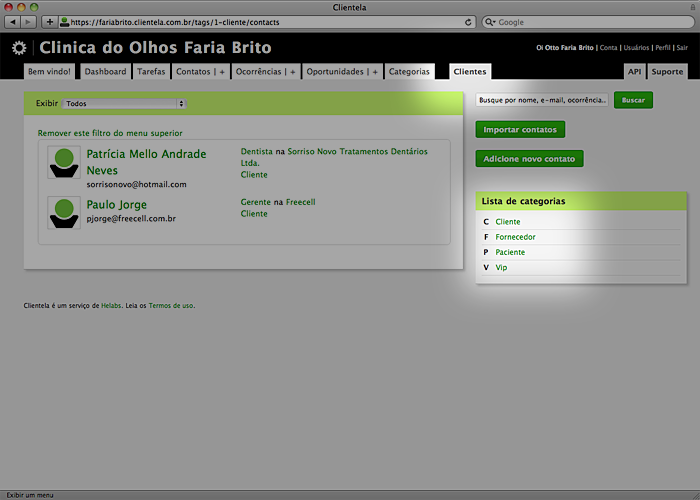 Clientela
https://fariabrito.clientela.com.br/tags/1-cliente/contacts
Google
Clinica do Olhos Faria Brito
Oi Otto Faria Brito | Conta | Usuários | Perfil | Sair
Bem vindo! Dashboard Tarefas Contatos | + Ocorrências | + Oportunidades | + Categorias Clientes API Suporte
Exibir Todos
Busque por nome, e-mail, ocorrência.. Buscar
Importar contatos
Adicione novo contato
Remover este filtro do menu superior
Patrícia Mello Andrade Neves
sorrisonovo@hotmail.com
Dentista na Sorriso Novo Tratamentos Dentários
Ltda.
Cliente
Paulo Jorge
pjorge@freecell.com.br
Gerente na Freecell
Cliente
Lista de categorias
C Cliente
F Fornecedor
P Paciente
V Vip
Clientela é um serviço de Helabs. Leia os Termos de uso.
Exibir um menu